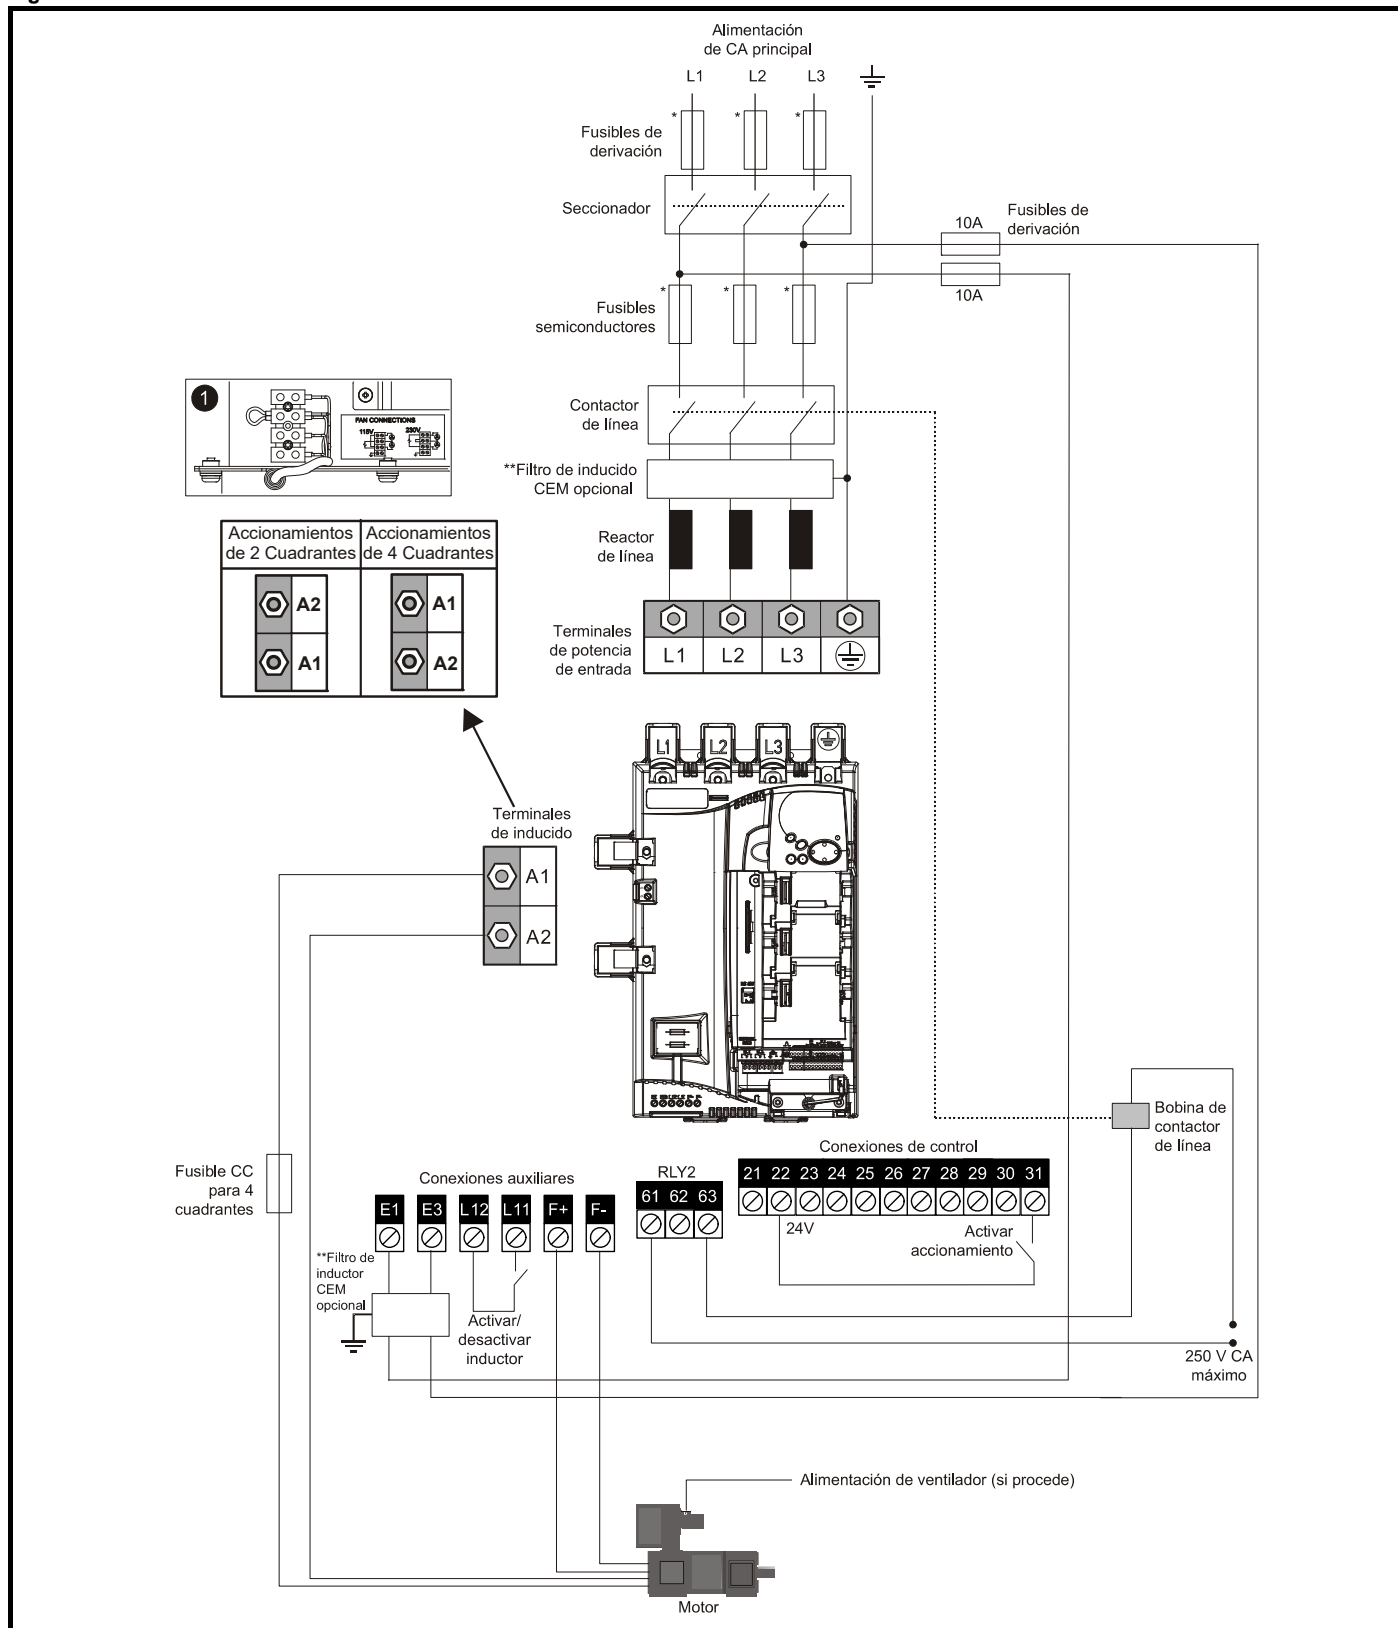 Alimentación
de CA principal
L1 L2 L3
* * *
Fusibles de
derivación
Seccionador
10A
Fusibles de
derivación
10A
* * *
Fusibles
semiconductores
1
FAN CONNECTIONS
115V 230V
Contactor
de línea
**Filtro de inducido
CEM opcional
Reactor
de línea
Accionamientos
de 2 Cuadrantes
Accionamientos
de 4 Cuadrantes
A2 A1
A1 A2
Terminales
de potencia
de entrada
L1 L2 L3
L1 L2 L3
Terminales
de inducido
A1
A2
Bobina de
contactor
de línea
Fusible CC
para 4
cuadrantes
Conexiones auxiliares
E1 E3 L12 L11 F+ F-
RLY2
61 62 63
Conexiones de control
21 22 23 24 25 26 27 28 29 30 31
24V
Activar
accionamiento
**Filtro de
inductor
CEM
opcional
Activar/
desactivar
inductor
250 V CA
máximo
Alimentación de ventilador (si procede)
Motor